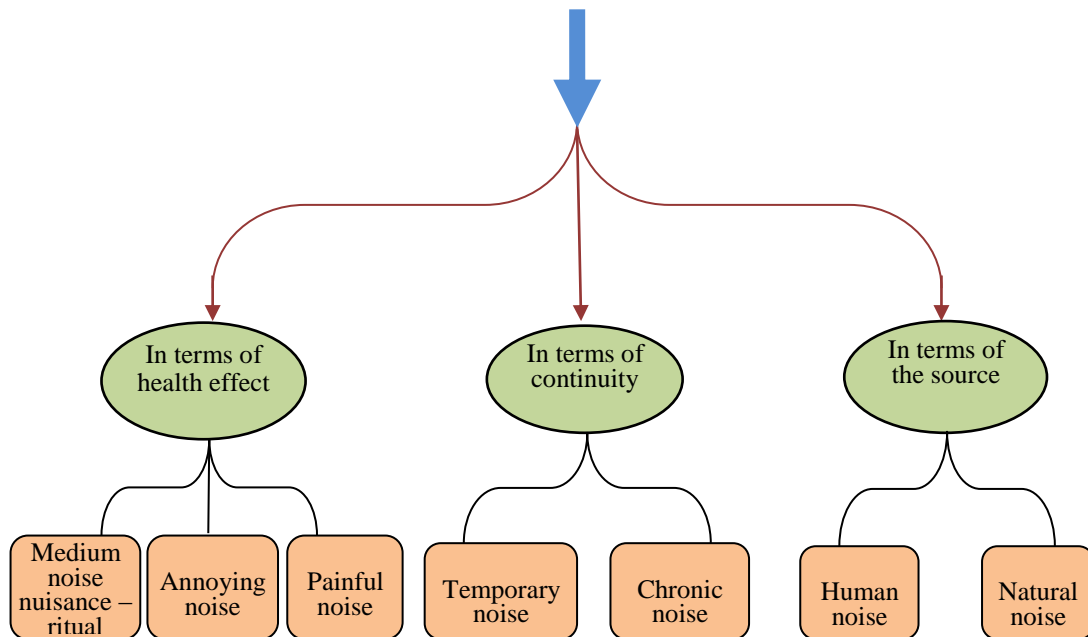 In terms of
health effect
In terms of
continuity
In terms of
the source
Medium
noise
nuisance –
ritual
Annoying
noise
Painful
noise
Temporary
noise
Chronic
noise
Human
noise
Natural
noise